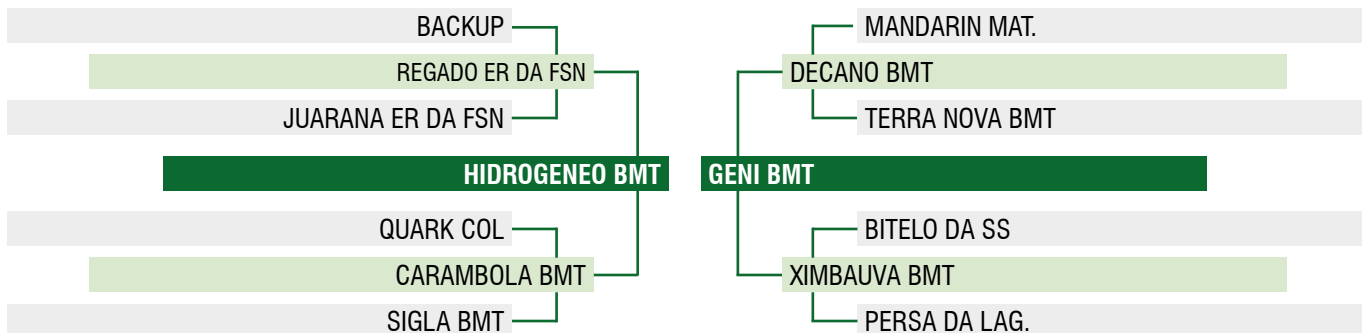 BACKUP
REGADO ER DA FSN
JUARANA ER DA FSN
HIDROGENEO BMT
QUARK COL
CARAMBOLA BMT
SIGLA BMT
MANDARIN MAT.
DECANO BMT
TERRA NOVA BMT
GENI BMT
BITELO DA SS
XIMBAUVA BMT
PERSA DA LAG.